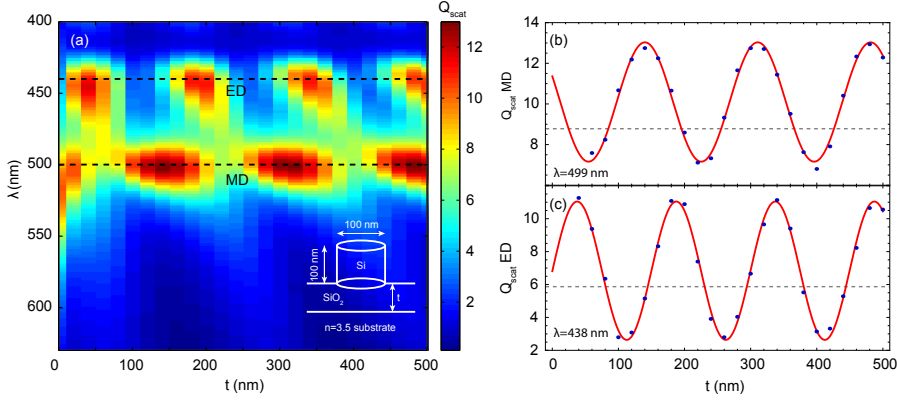 Q_scat
(a)
400
450
500
550
600
λ(nm)
ED
MD
100 nm
100 nm
Si
SiO₂
t
n=3.5 substrate
0
100
200
300
400
500
t (nm)
12
10
8
6
4
2
(b)
14
12
10
8
Q_scat MD
λ=499 nm
(c)
10
8
6
4
2
Q_scat ED
λ=438 nm
0
100
200
300
400
500
t (nm)